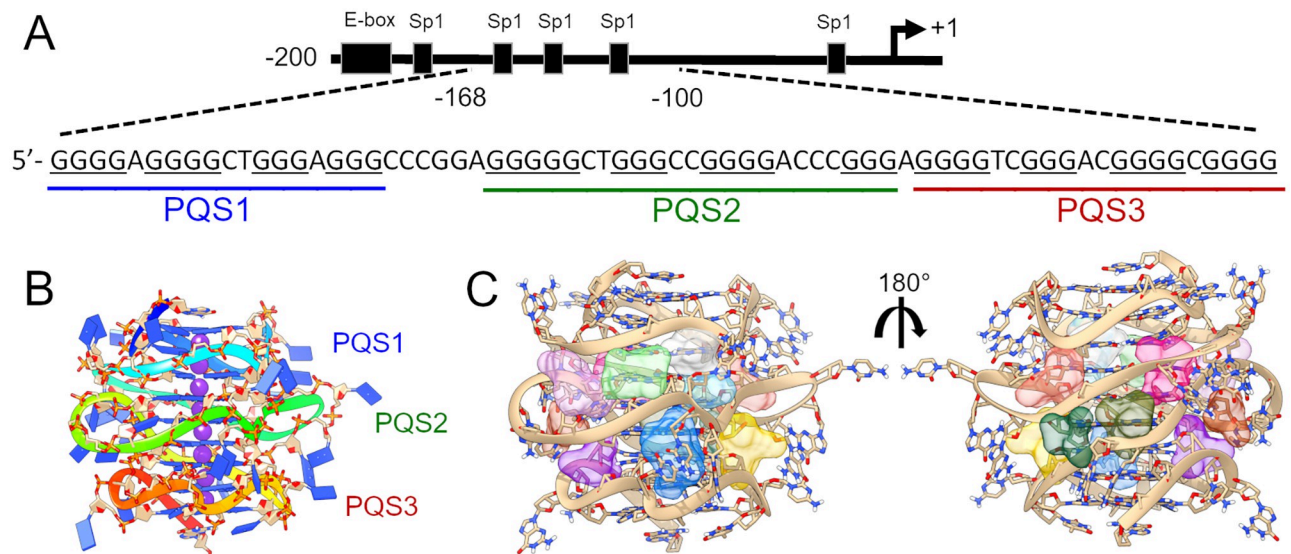 A
E-box Sp1 Sp1 Sp1 Sp1 Sp1
-200 +1
-168 -100
5’- GGGGAGGGGCTGGGAGGGCCCGGAGGGGGCTGGGCCGGGGACCCGGGAGGGGTCGGGACGGGGCGGGG
PQS1 PQS2 PQS3
B
PQS1
PQS2
PQS3
C
180°